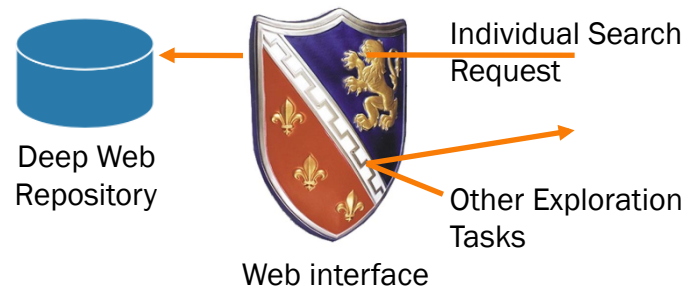 Individual Search
Request
Deep Web
Repository
Other Exploration
Tasks
Web interface